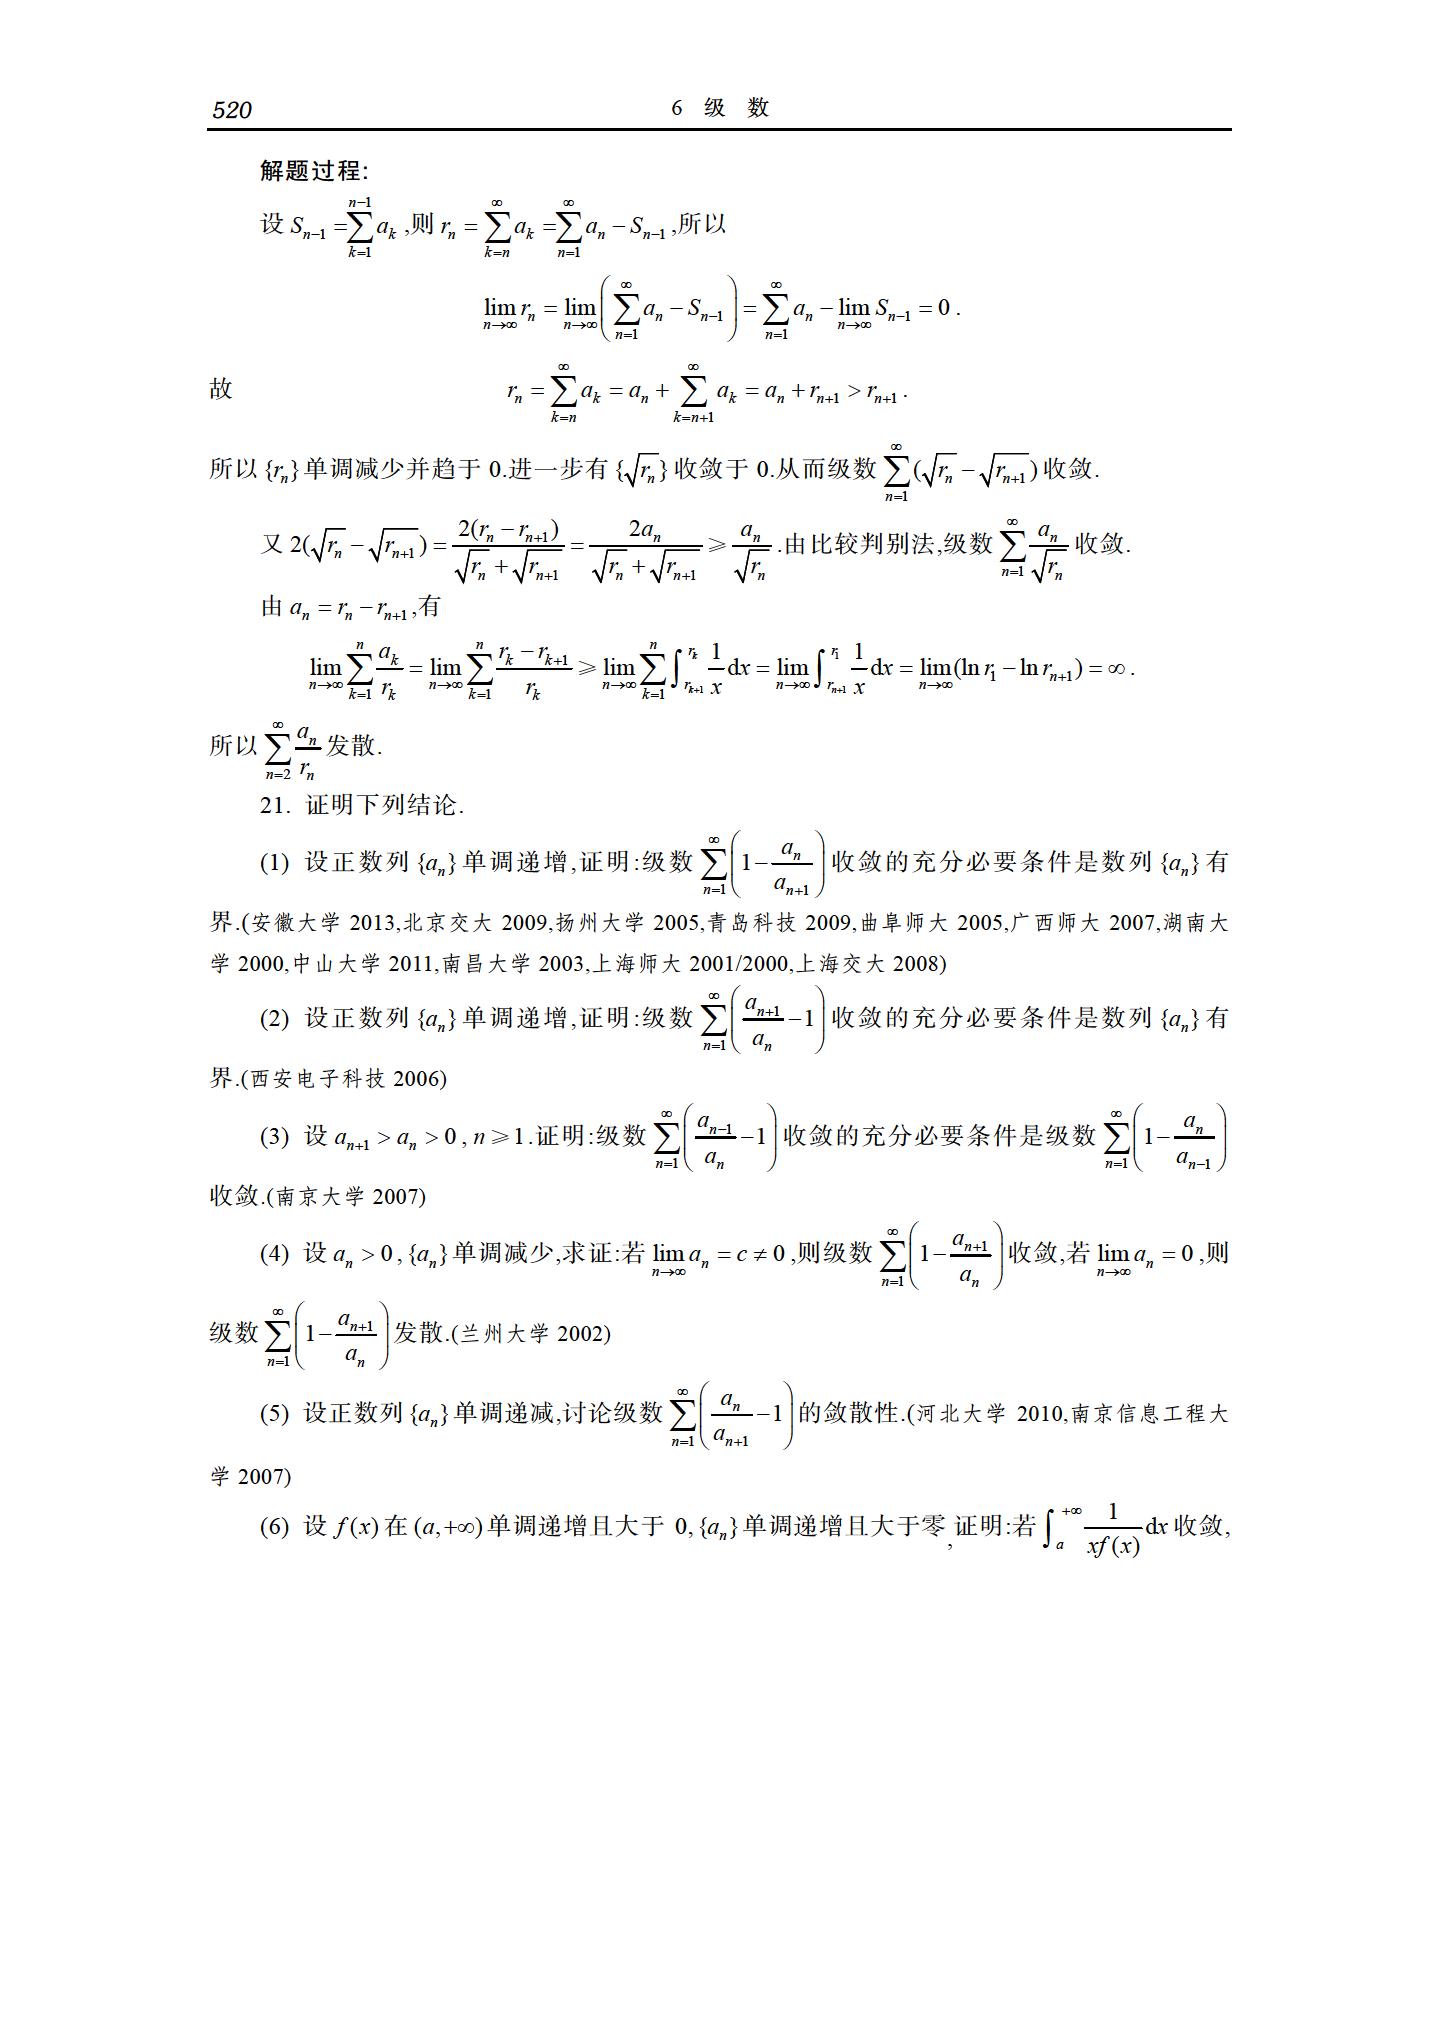 520 6 级 数
解题过程:
设 $S_{n-1}=\sum_{k=1}^{n-1}a_k$ ,则 $r_n=\sum_{k=n}^{\infty}a_k=\sum_{n=1}^{\infty}a_n-S_{n-1}$ ,所以
$\lim_{n\to\infty}r_n=\lim_{n\to\infty}\left(\sum_{n=1}^{\infty}a_n-S_{n-1}\right)=\sum_{n=1}^{\infty}a_n-\lim_{n\to\infty}S_{n-1}=0$ .
故 $r_n=\sum_{k=n}^{\infty}a_k=a_n+\sum_{k=n+1}^{\infty}a_k=a_n+r_{n+1}>r_{n+1}$ .
所以 $\{r_n\}$ 单调减少并趋于 0.进一步有 $\{\sqrt{r_n}\}$ 收敛于 0.从而级数 $\sum_{n=1}^{\infty}(\sqrt{r_n}-\sqrt{r_{n+1}})$ 收敛.
又 $2(\sqrt{r_n}-\sqrt{r_{n+1}})=\frac{2(r_n-r_{n+1})}{\sqrt{r_n}+\sqrt{r_{n+1}}}=\frac{2a_n}{\sqrt{r_n}+\sqrt{r_{n+1}}}\geqslant\frac{a_n}{\sqrt{r_n}}$ .由比较判别法,级数 $\sum_{n=1}^{\infty}\frac{a_n}{\sqrt{r_n}}$ 收敛.
由 $a_n=r_n-r_{n+1}$ ,有
$\lim_{n\to\infty}\sum_{k=1}^{n}\frac{a_k}{r_k}=\lim_{n\to\infty}\sum_{k=1}^{n}\frac{r_k-r_{k+1}}{r_k}\geqslant\lim_{n\to\infty}\sum_{k=1}^{n}\int_{r_{k+1}}^{r_k}\frac{1}{x}\mathrm{d}x=\lim_{n\to\infty}\int_{r_{n+1}}^{r_1}\frac{1}{x}\mathrm{d}x=\lim_{n\to\infty}(\ln r_1-\ln r_{n+1})=\infty$ .
所以 $\sum_{n=2}^{\infty}\frac{a_n}{r_n}$ 发散.
21. 证明下列结论.
(1) 设正数列 $\{a_n\}$ 单调递增,证明:级数 $\sum_{n=1}^{\infty}\left(1-\frac{a_n}{a_{n+1}}\right)$ 收敛的充分必要条件是数列 $\{a_n\}$ 有
界.(安徽大学 2013,北京交大 2009,扬州大学 2005,青岛科技 2009,曲阜师大 2005,广西师大 2007,湖南大
学 2000,中山大学 2011,南昌大学 2003,上海师大 2001/2000,上海交大 2008)
(2) 设正数列 $\{a_n\}$ 单调递增,证明:级数 $\sum_{n=1}^{\infty}\left(\frac{a_{n+1}}{a_n}-1\right)$ 收敛的充分必要条件是数列 $\{a_n\}$ 有
界.(西安电子科技 2006)
(3) 设 $a_{n+1}>a_n>0$ , $n\geqslant1$ .证明:级数 $\sum_{n=1}^{\infty}\left(\frac{a_{n-1}}{a_n}-1\right)$ 收敛的充分必要条件是级数 $\sum_{n=1}^{\infty}\left(1-\frac{a_n}{a_{n-1}}\right)$
收敛.(南京大学 2007)
(4) 设 $a_n>0$ , $\{a_n\}$ 单调减少,求证:若 $\lim_{n\to\infty}a_n=c\neq0$ ,则级数 $\sum_{n=1}^{\infty}\left(1-\frac{a_{n+1}}{a_n}\right)$ 收敛,若 $\lim_{n\to\infty}a_n=0$ ,则
级数 $\sum_{n=1}^{\infty}\left(1-\frac{a_{n+1}}{a_n}\right)$ 发散.(兰州大学 2002)
(5) 设正数列 $\{a_n\}$ 单调递减,讨论级数 $\sum_{n=1}^{\infty}\left(\frac{a_n}{a_{n+1}}-1\right)$ 的敛散性.(河北大学 2010,南京信息工程大
学 2007)
(6) 设 $f(x)$ 在 $(a,+\infty)$ 单调递增且大于 0, $\{a_n\}$ 单调递增且大于零,证明:若 $\int_{a}^{+\infty}\frac{1}{xf(x)}\mathrm{d}x$ 收敛,